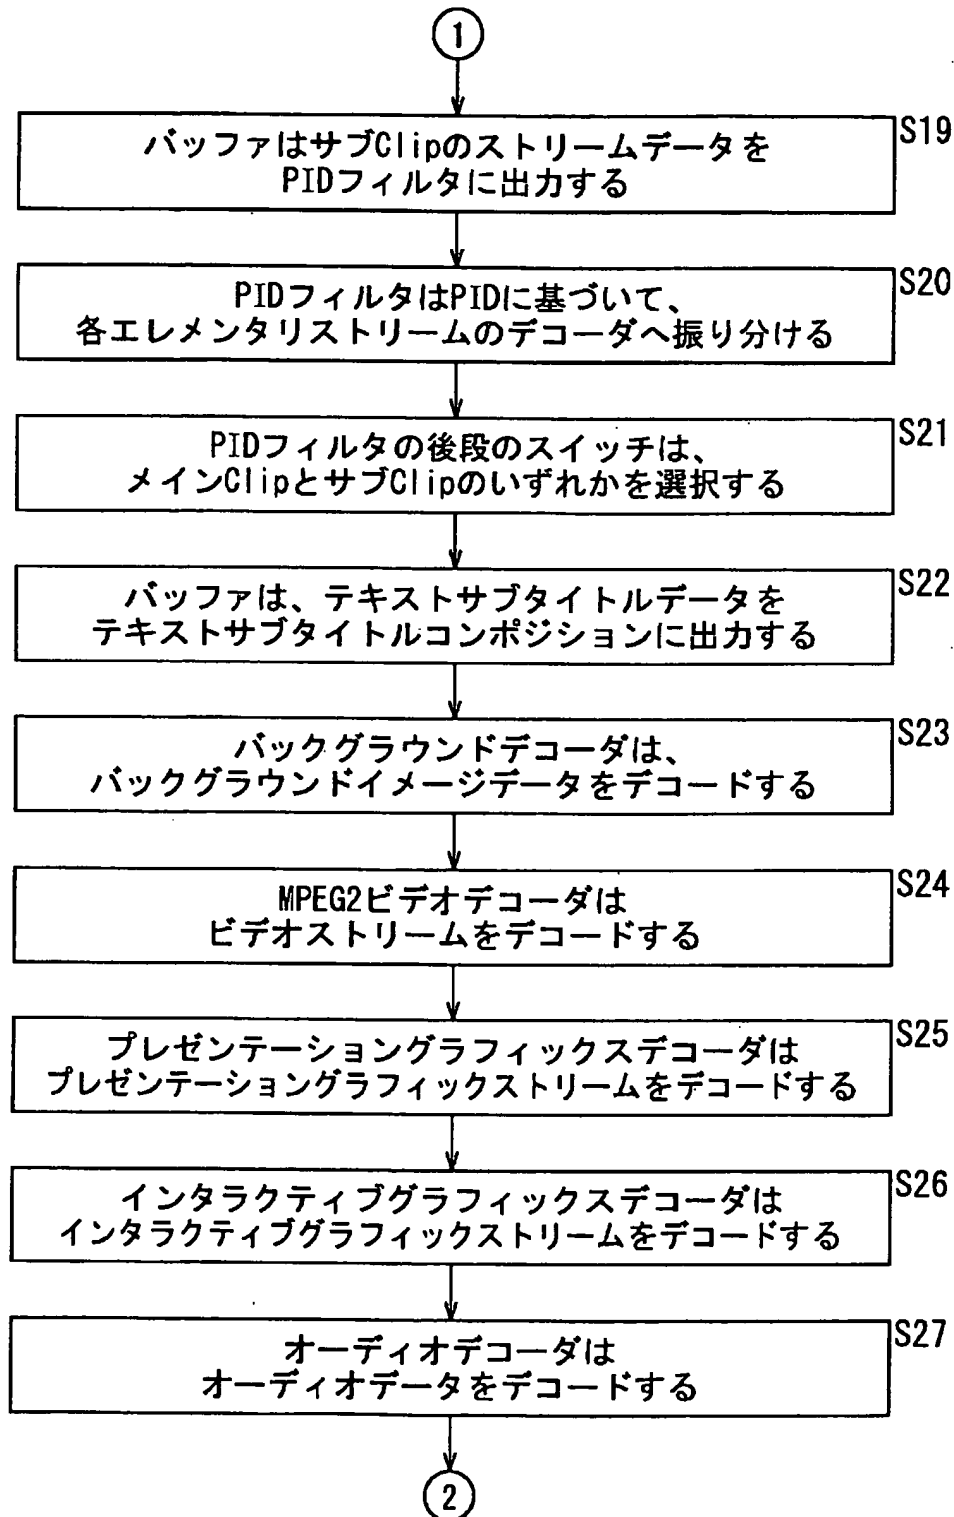 1
S19
バッファはサブClipのストリームデータを
PIDフィルタに出力する
S20
PIDフィルタはPIDに基づいて、
各エレメンタリストリームのデコーダへ振り分ける
S21
PIDフィルタの後段のスイッチは、
メインClipとサブClipのいずれかを選択する
S22
バッファは、テキストサブタイトルデータを
テキストサブタイトルコンポジションに出力する
S23
バックグラウンドデコーダは、
バックグラウンドイメージデータをデコードする
S24
MPEG2ビデオデコーダは
ビデオストリームをデコードする
S25
プレゼンテーショングラフィックスデコーダは
プレゼンテーショングラフィックストリームをデコードする
S26
インタラクティブグラフィックスデコーダは
インタラクティブグラフィックストリームをデコードする
S27
オーディオデコーダは
オーディオデータをデコードする
2